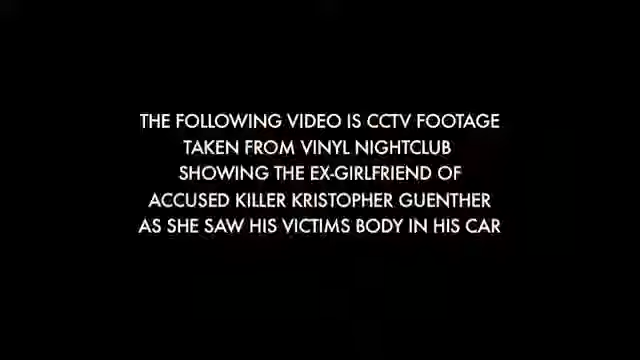 THE FOLLOWING VIDEO IS CCTV FOOTAGE
TAKEN FROM VINYL NIGHTCLUB
SHOWING THE EX-GIRLFRIEND OF
ACCUSED KILLER KRISTOPHER GUENTHER
AS SHE SAW HIS VICTIMS BODY IN HIS CAR